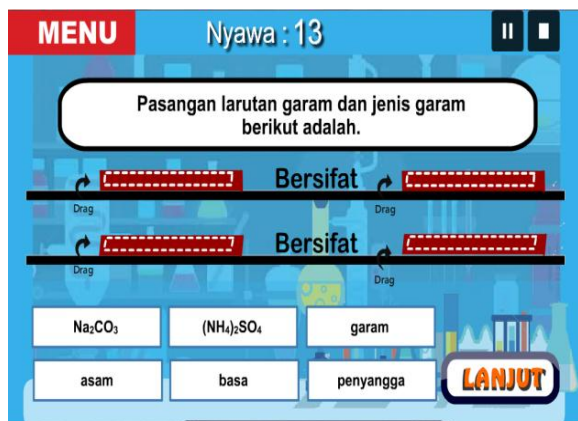 MENU Nyawa : 13
Pasangan larutan garam dan jenis garam
berikut adalah.
Bersifat
Drag Drag
Bersifat
Drag Drag
Na₂CO₃ (NH₄)₂SO₄ garam
asam basa penyangga LANJUT